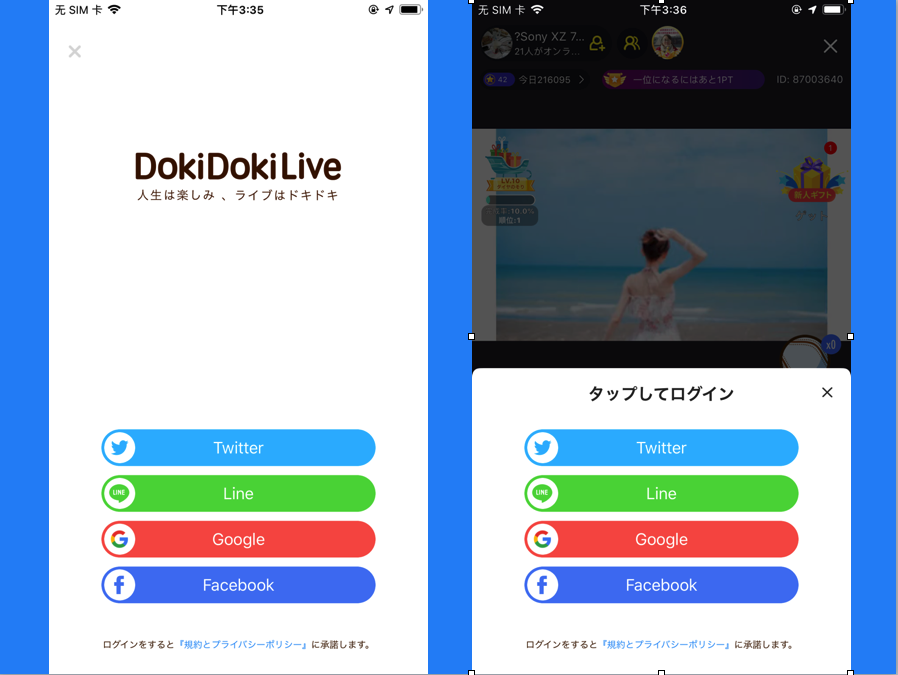 无 SIM 卡
下午3:35
DokiDokiLive
人生は楽しみ 、ライブはドキドキ
Twitter
LINE
Line
Google
Facebook
ログインをすると『規約とプライバシーポリシー』に承諾します。
无 SIM 卡
下午3:36
?Sony XZ 7...
21人がオンラ...
42
今日216095
一位になるにはあと1PT
ID: 87003640
LV.10
順位:1
1
新人ギフト
x0
タップしてログイン
Twitter
LINE
Line
Google
Facebook
ログインをすると『規約とプライバシーポリシー』に承諾します。